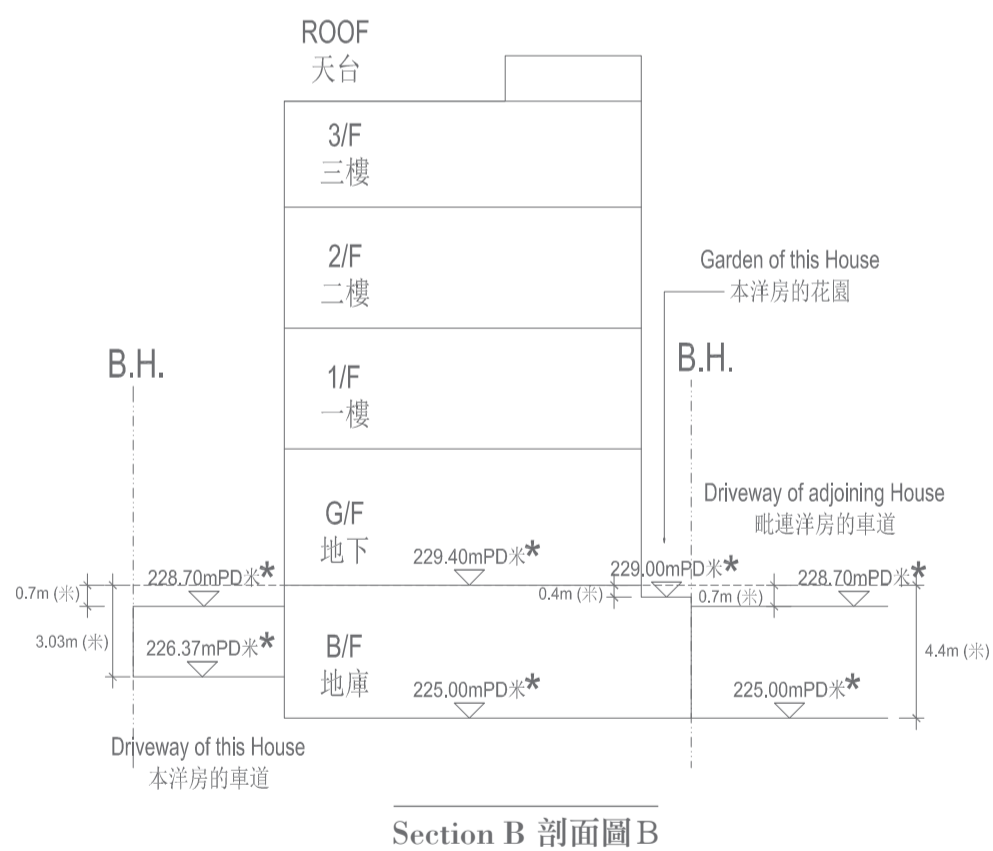 ROOF
天台
3/F
三樓
2/F
二樓
Garden of this House
本洋房的花園
B.H.
B.H.
1/F
一樓
Driveway of adjoining House
毗連洋房的車道
G/F
地下
229.40mPD米*
229.00mPD米*
228.70mPD米*
228.70mPD米*
0.7m (米)
0.4m (米)
0.7m (米)
3.03m (米)
226.37mPD米*
B/F
地庫
4.4m (米)
225.00mPD米*
225.00mPD米*
Driveway of this House
本洋房的車道
Section B 剖面圖B